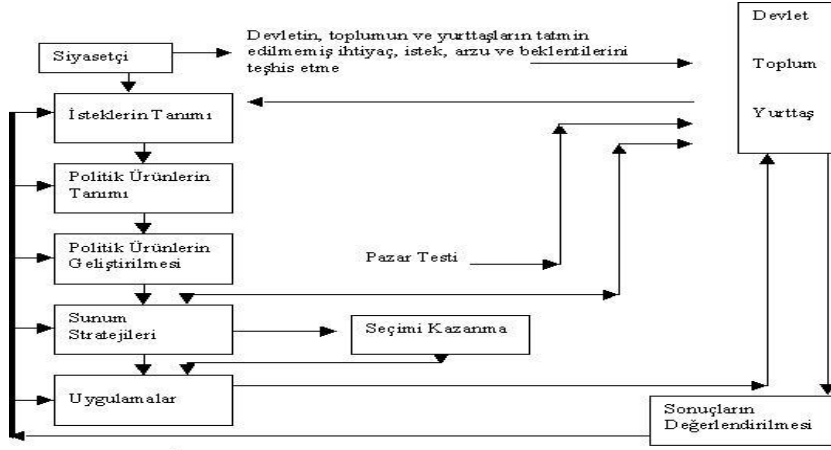 Siyasetçi
Devletin, toplumun ve yurttaşların tatmin
edilmemiş ihtiyaç, istek, arzu ve beklentilerini
teşhis etme
Devlet
Toplum
Yurttaş
İsteklerin Tanımı
Politik Ürünlerin
Tanımı
Politik Ürünlerin
Geliştirilmesi
Pazar Testi
Sunum
Stratejileri
Seçimi Kazanma
Uygulamalar
Sonuçların
Değerlendirilmesi